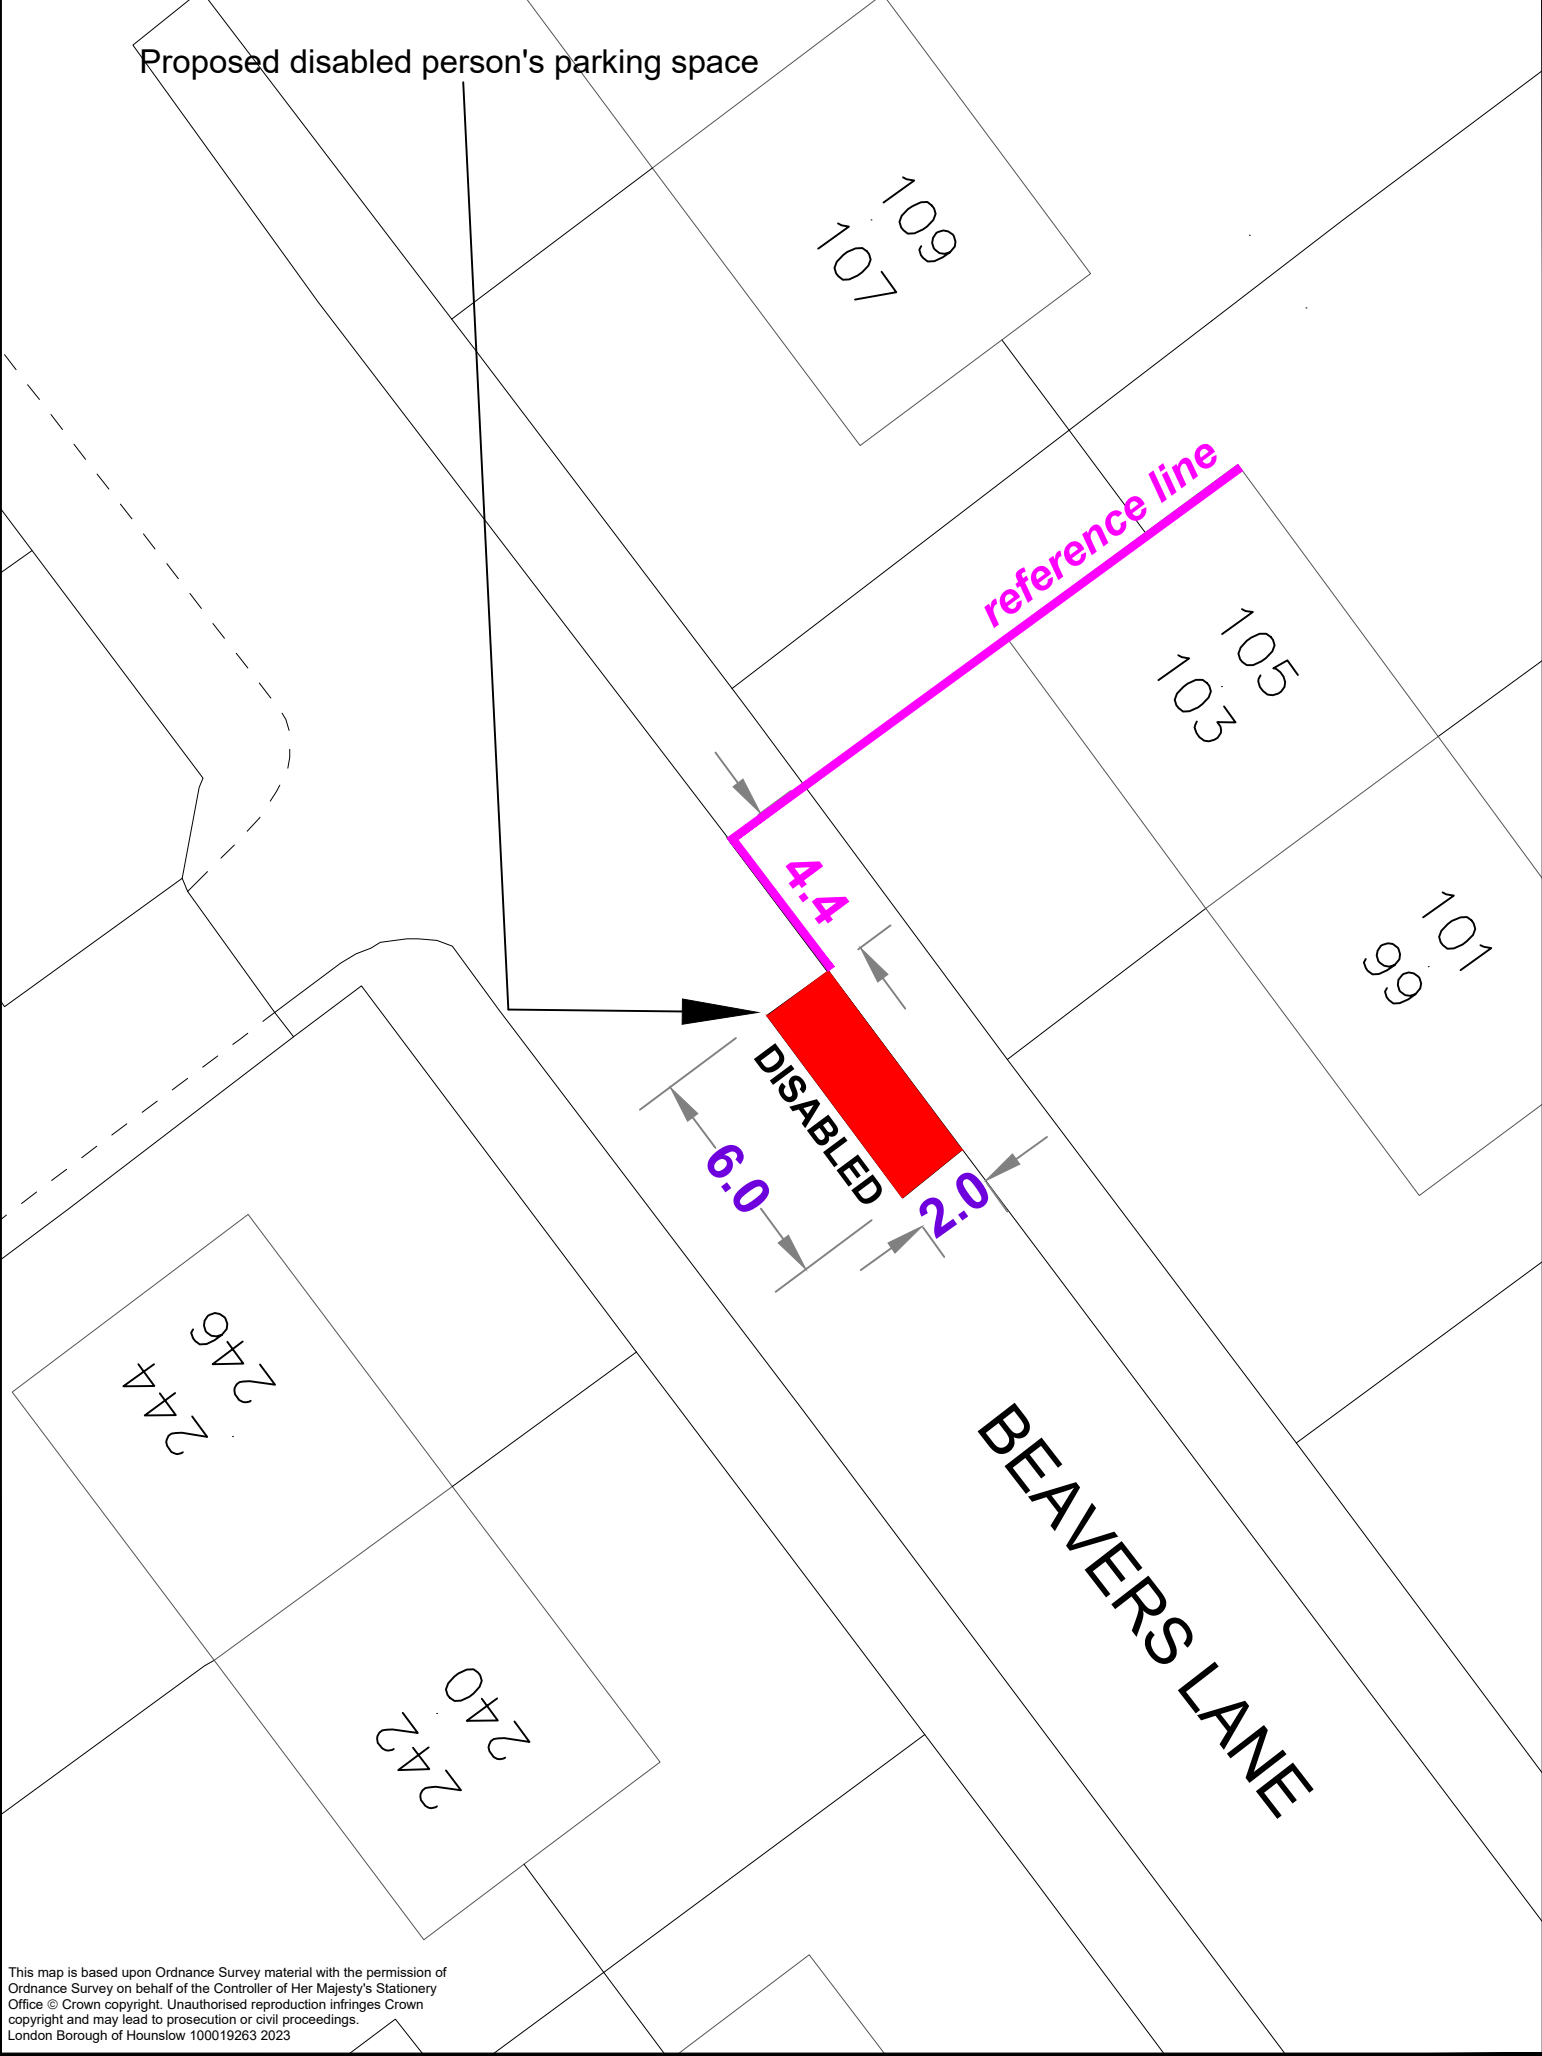 Proposed disabled person's parking space
109
107
reference line
105
103
4.4
101
99
DISABLED
6.0
2.0
246
244
BEAVERS LANE
240
242
This map is based upon Ordnance Survey material with the permission of
Ordnance Survey on behalf of the Controller of Her Majesty's Stationery
Office © Crown copyright. Unauthorised reproduction infringes Crown
copyright and may lead to prosecution or civil proceedings.
London Borough of Hounslow 100019263 2023